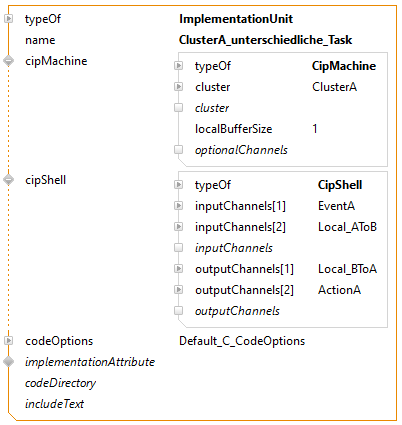 typeOf ImplementationUnit
name ClusterA_unterschiedliche_Task
cipMachine
typeOf CipMachine
cluster ClusterA
cluster
localBufferSize 1
optionalChannels
cipShell
typeOf CipShell
inputChannels[1] EventA
inputChannels[2] Local_AToB
inputChannels
outputChannels[1] Local_BToA
outputChannels[2] ActionA
outputChannels
codeOptions Default_C_CodeOptions
implementationAttribute
codeDirectory
includeText